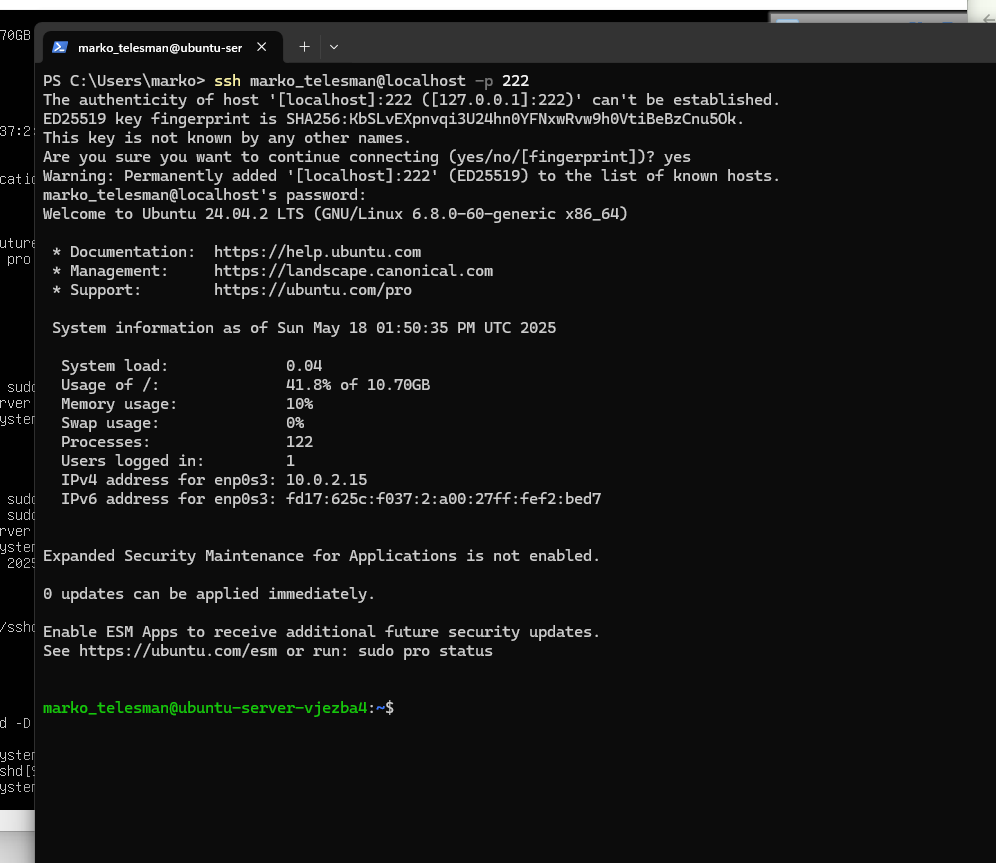 marko_telesman@ubuntu-ser
PS C:\Users\marko> ssh marko_telesman@localhost -p 222
The authenticity of host '[localhost]:222 ([127.0.0.1]:222)' can't be established.
ED25519 key fingerprint is SHA256:KbSLvEXpnvqi3U24hn0YFNxwRvw9h0VtiBeBzCnu5Ok.
This key is not known by any other names.
Are you sure you want to continue connecting (yes/no/[fingerprint])? yes
Warning: Permanently added '[localhost]:222' (ED25519) to the list of known hosts.
marko_telesman@localhost's password:
Welcome to Ubuntu 24.04.2 LTS (GNU/Linux 6.8.0-60-generic x86_64)
* Documentation:  https://help.ubuntu.com
* Management:     https://landscape.canonical.com
* Support:        https://ubuntu.com/pro
System information as of Sun May 18 01:50:35 PM UTC 2025
System load:             0.04
Usage of /:              41.8% of 10.70GB
Memory usage:            10%
Swap usage:              0%
Processes:               122
Users logged in:         1
IPv4 address for enp0s3: 10.0.2.15
IPv6 address for enp0s3: fd17:625c:f037:2:a00:27ff:fef2:bed7
Expanded Security Maintenance for Applications is not enabled.
0 updates can be applied immediately.
Enable ESM Apps to receive additional future security updates.
See https://ubuntu.com/esm or run: sudo pro status
marko_telesman@ubuntu-server-vjezba4:~$
70GB
37:2:
catio
uture
pro
sudo
rver
ystem
sudo
sudo
rver
ystem
2025
/sshd
d -D
ystem
shd[
ystem